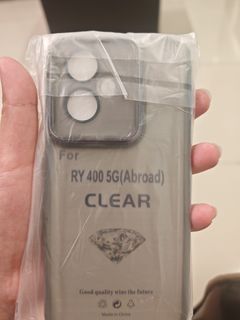 For
RY 400 5G(Abroad)
CLEAR
Good quality wins the future
Made in China